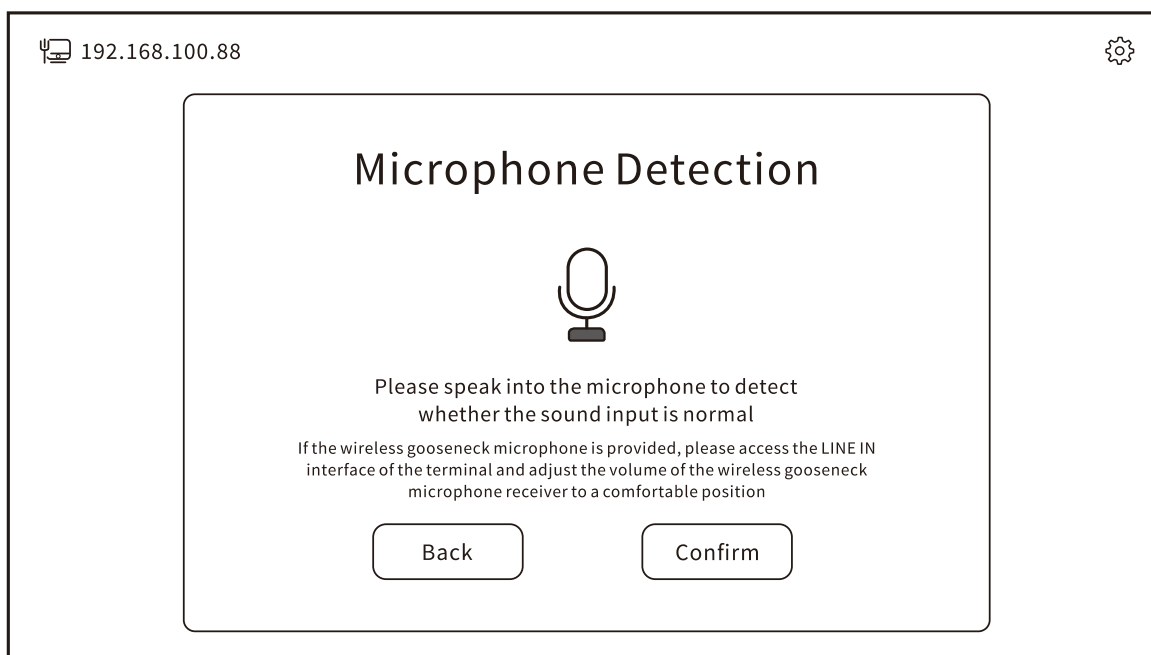 192.168.100.88
Microphone Detection
Please speak into the microphone to detect
whether the sound input is normal
If the wireless gooseneck microphone is provided, please access the LINE IN
interface of the terminal and adjust the volume of the wireless gooseneck
microphone receiver to a comfortable position
Back
Confirm